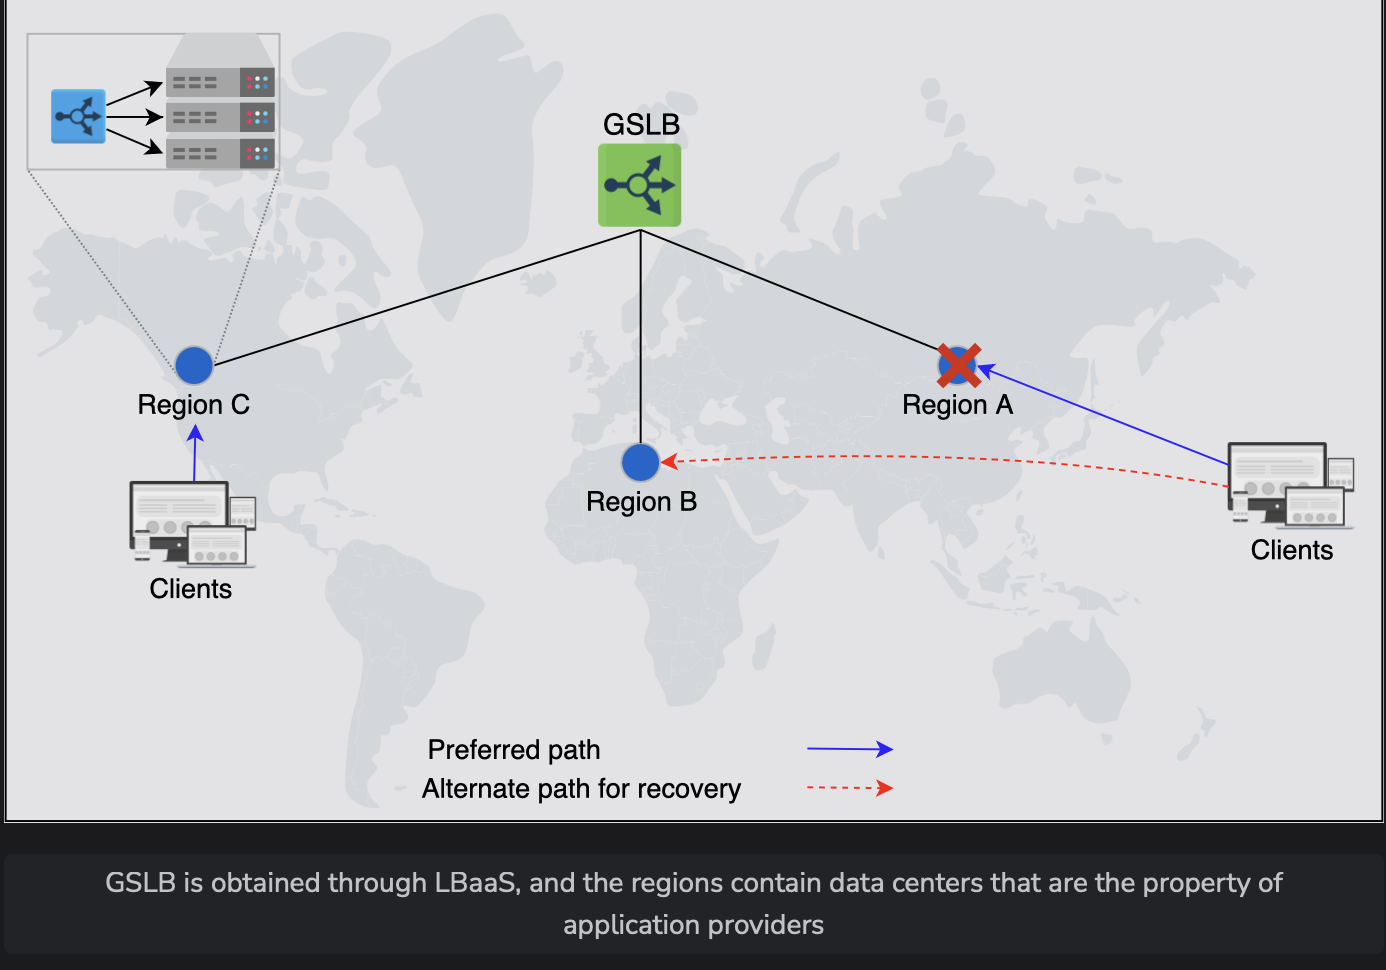 GSLB
Region C
Region A
Region B
Clients
Clients
Preferred path
Alternate path for recovery
GSLB is obtained through LBaaS, and the regions contain data centers that are the property of
application providers